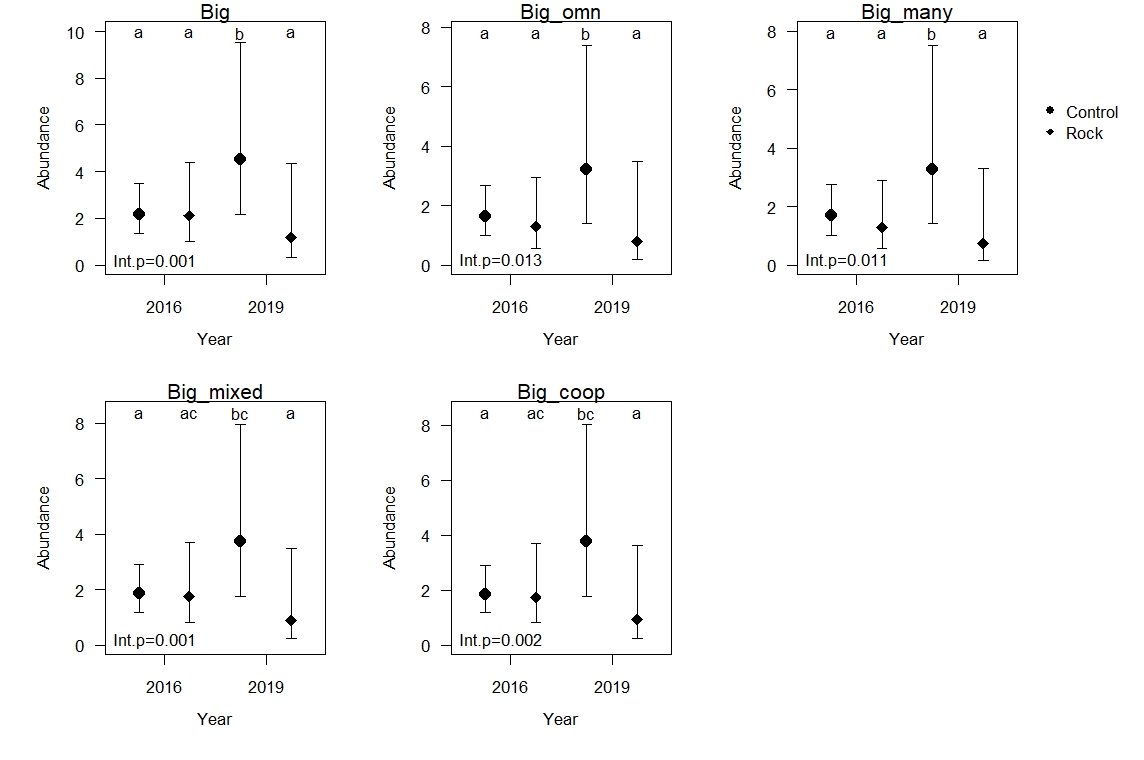 Big
Big_omn
Big_many
10
8
6
4
2
0
Abundance
a a b a
Int.p=0.001
2016 2019
Year
8
6
4
2
0
Abundance
a a b a
Int.p=0.013
2016 2019
Year
8
6
4
2
0
Abundance
a a b a
Int.p=0.011
2016 2019
Year
Control
Rock
Big_mixed
8
6
4
2
0
Abundance
a ac bc a
Int.p=0.001
2016 2019
Year
Big_coop
8
6
4
2
0
Abundance
a ac bc a
Int.p=0.002
2016 2019
Year